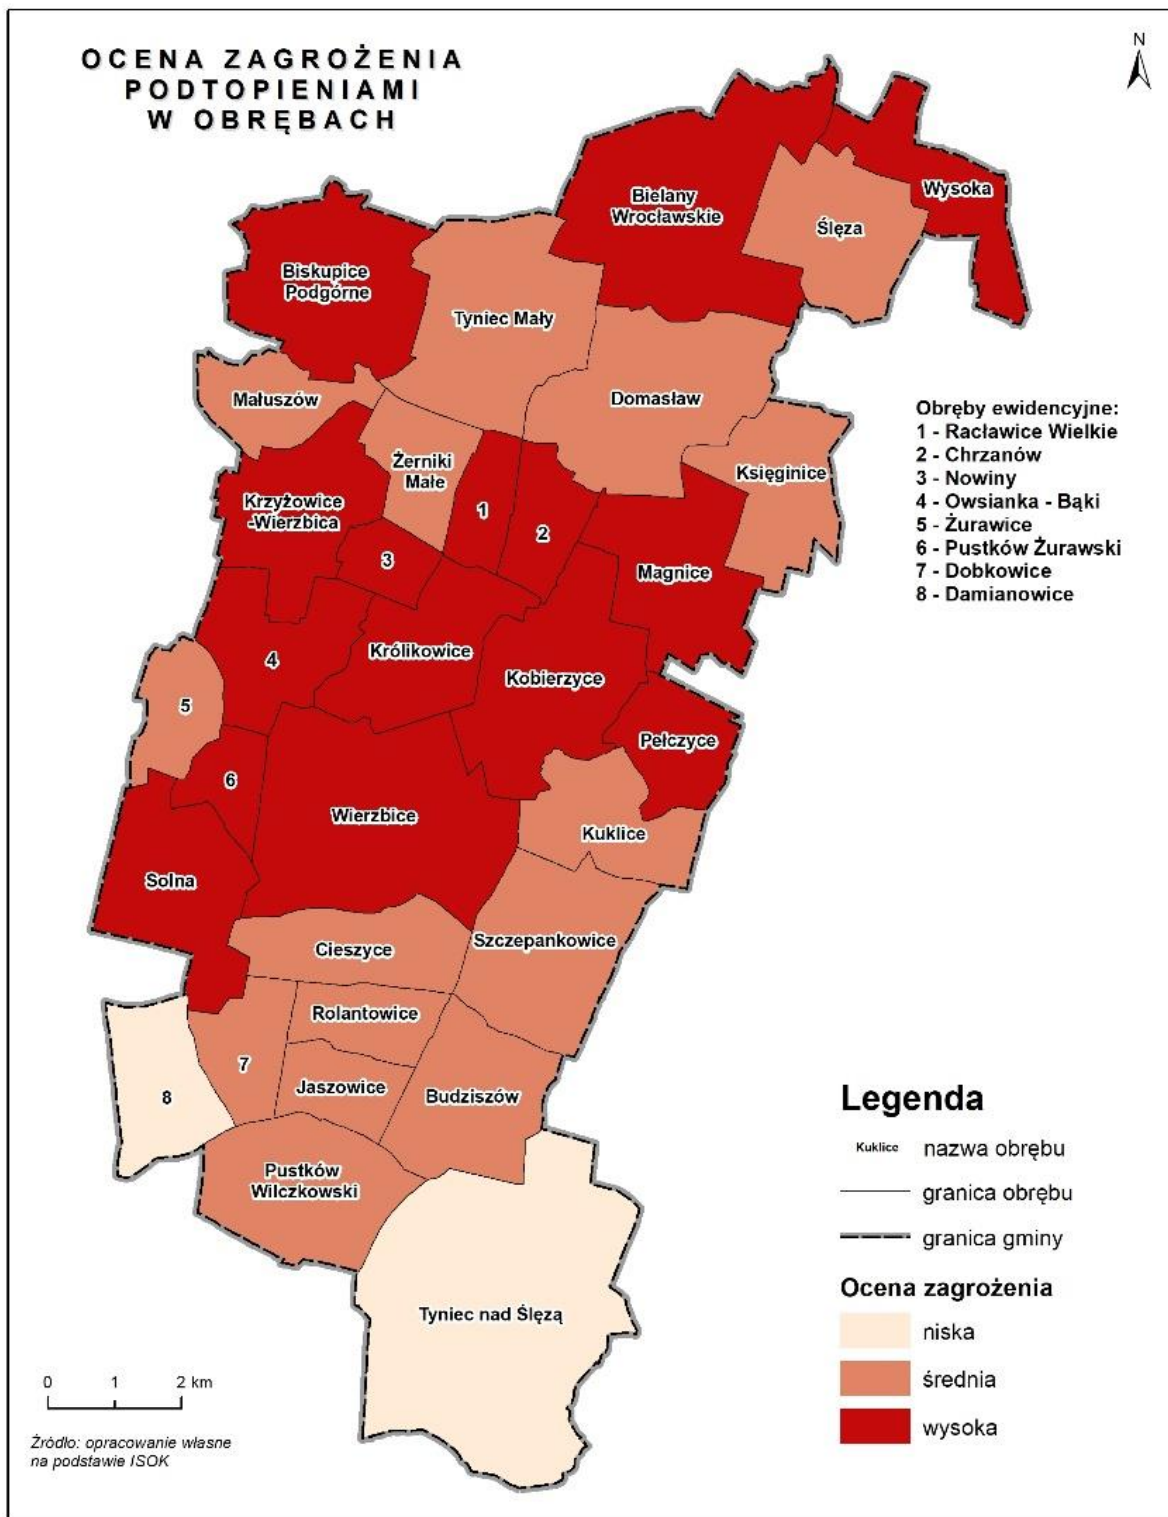 OCENA ZAGROŻENIA
PODTOPIENIAMI
W OBRĘBACH
N
Wysoka
Bielany
Wrocławskie
Ślęza
Biskupice
Podgórne
Tyniec Mały
Małuszów
Domasław
Obręby ewidencyjne:
1 - Racławice Wielkie
2 - Chrzanów
3 - Nowiny
4 - Owsianka - Bąki
5 - Żurawice
6 - Pustków Żurawski
7 - Dobkowice
8 - Damianowice
Żerniki
Małe
Księginice
Krzyżowice
-Wierzbica
1
2
3
Magnice
4
Królikowice
Kobierzyce
5
Pełczyce
6
Wierzbice
Kuklice
Solna
Cieszyce
Szczepankowice
Rolantowice
7
Jaszowice
Budziszów
8
Pustków
Wilczkowski
Tyniec nad Ślęzą
Legenda
Kuklice nazwa obrębu
granica obrębu
granica gminy
Ocena zagrożenia
niska
średnia
wysoka
0 1 2 km
Źródło: opracowanie własne
na podstawie ISOK